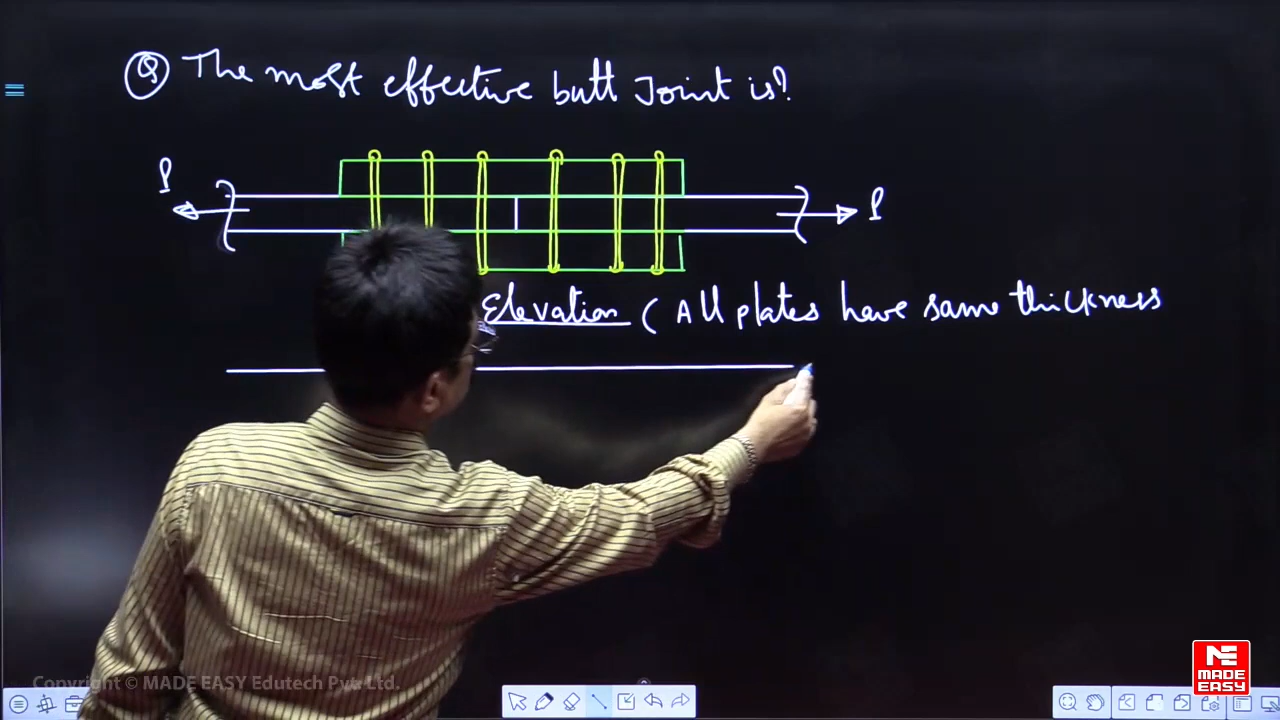 Q The most effective butt Joint is?
P
P
Elevation ( All plates have same thickness
Copyright © MADE EASY Edutech Pvt. Ltd.
ME
MADE
EASY